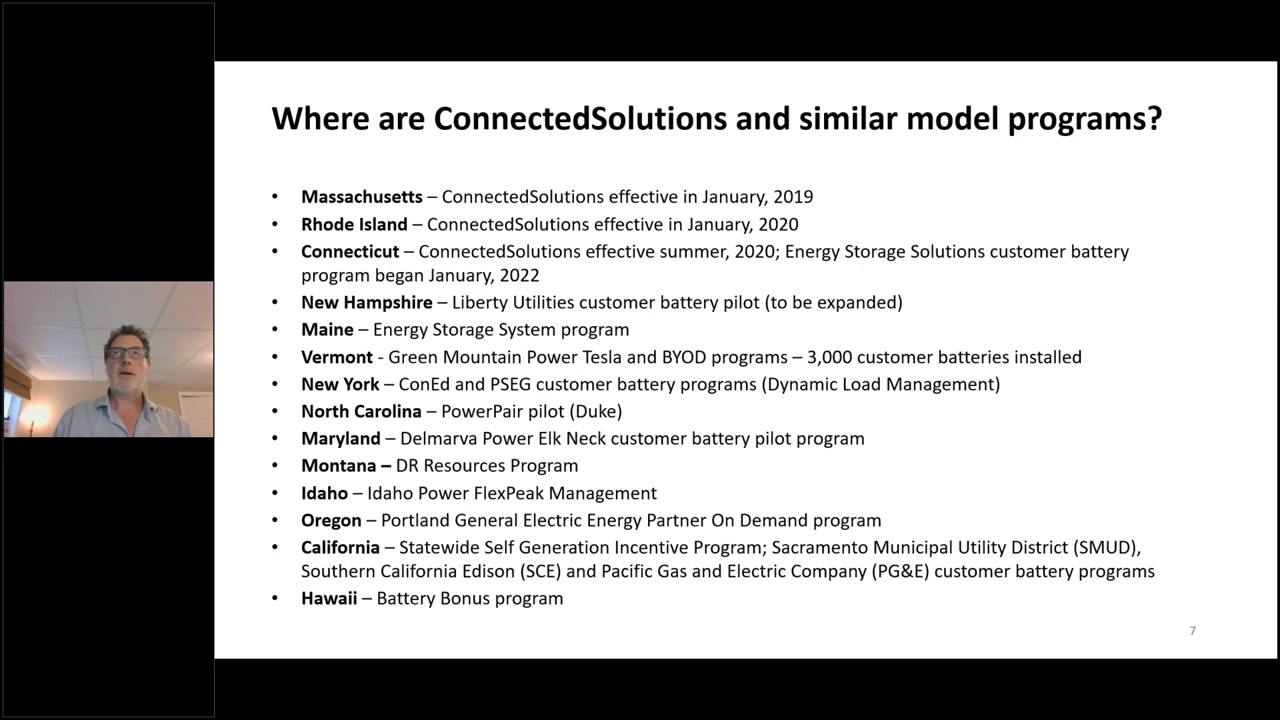 Where are ConnectedSolutions and similar model programs?
• Massachusetts – ConnectedSolutions effective in January, 2019
• Rhode Island – ConnectedSolutions effective in January, 2020
• Connecticut – ConnectedSolutions effective summer, 2020; Energy Storage Solutions customer battery
program began January, 2022
• New Hampshire – Liberty Utilities customer battery pilot (to be expanded)
• Maine – Energy Storage System program
• Vermont - Green Mountain Power Tesla and BYOD programs – 3,000 customer batteries installed
• New York – ConEd and PSEG customer battery programs (Dynamic Load Management)
• North Carolina – PowerPair pilot (Duke)
• Maryland – Delmarva Power Elk Neck customer battery pilot program
• Montana – DR Resources Program
• Idaho – Idaho Power FlexPeak Management
• Oregon – Portland General Electric Energy Partner On Demand program
• California – Statewide Self Generation Incentive Program; Sacramento Municipal Utility District (SMUD),
Southern California Edison (SCE) and Pacific Gas and Electric Company (PG&E) customer battery programs
• Hawaii – Battery Bonus program
7